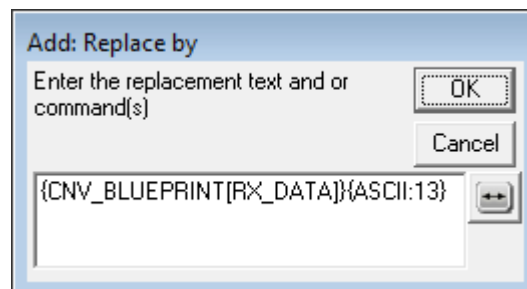 Add: Replace by
Enter the replacement text and or
command(s)
OK
Cancel
{CNV_BLUEPRINT[RX_DATA]}{ASCII:13}